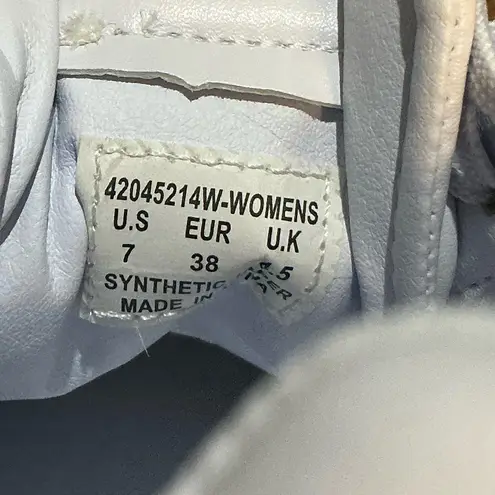 42045214W-WOMENS
U.S EUR U.K
7 38
SYNTHETIC
MADE IN